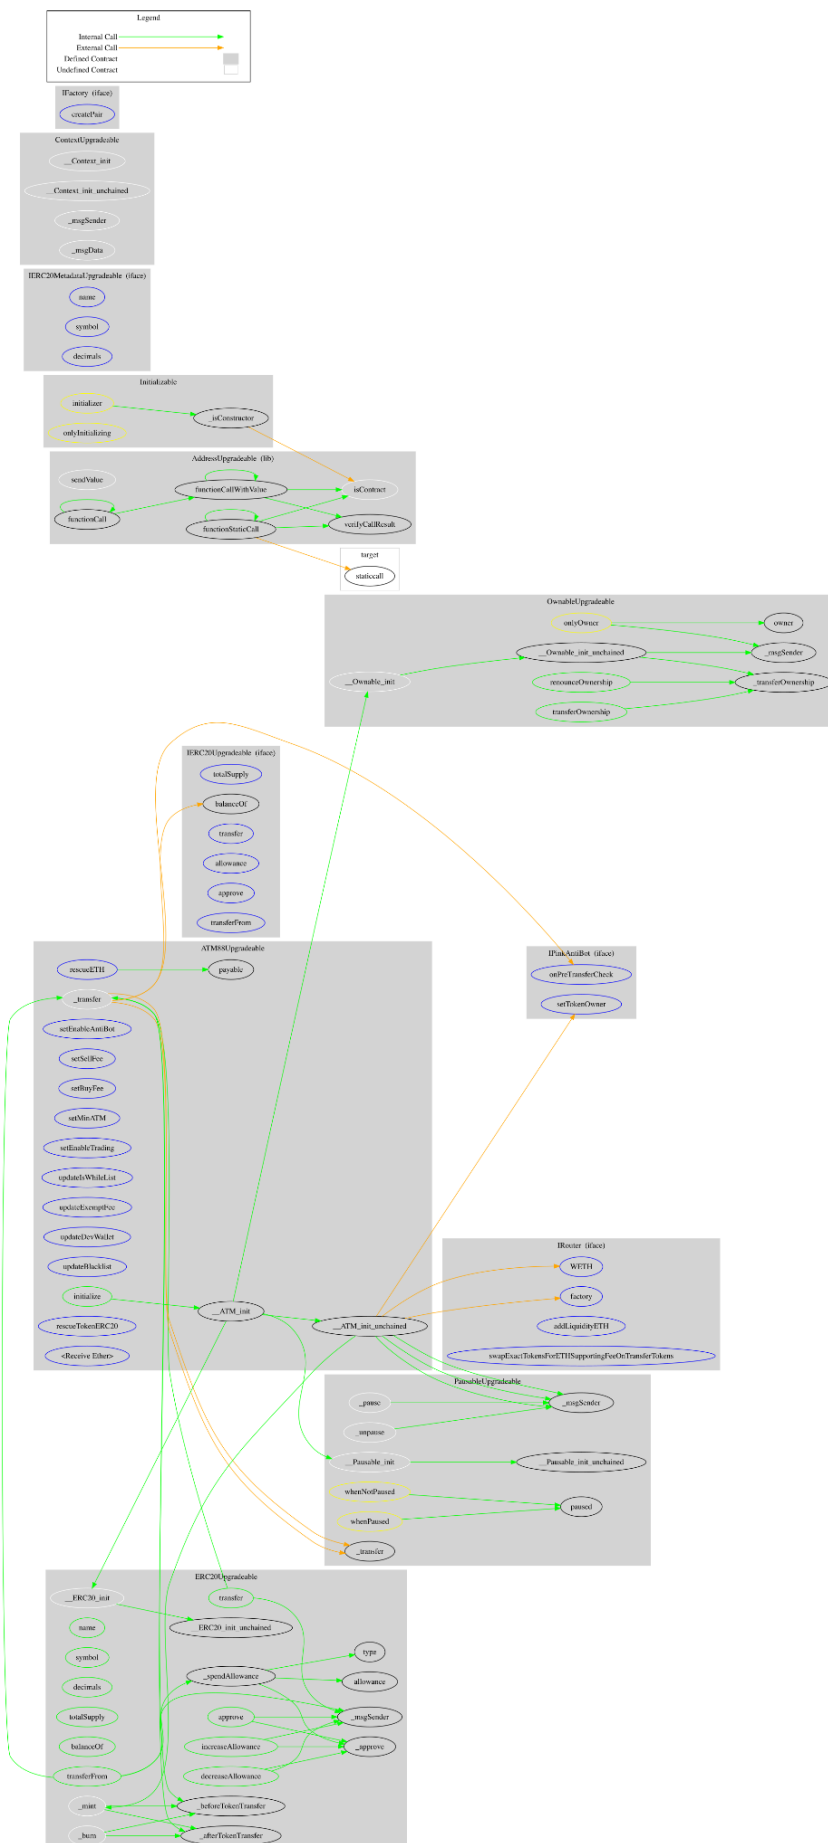 Legend
Internal Call
External Call
Defined Contract
Undefined Contract
IFactory (iface)
createPair
ContextUpgradeable
__Context_init
__Context_init_unchained
_msgSender
_msgData
IERC20MetadataUpgradeable (iface)
name
symbol
decimals
Initializable
initializer
_isConstructor
onlyInitializing
AddressUpgradeable (lib)
sendValue
functionCallWithValue
isContract
functionCall
functionStaticCall
verifyCallResult
target
staticcall
OwnableUpgradeable
onlyOwner
owner
__Ownable_init_unchained
_msgSender
__Ownable_init
renounceOwnership
_transferOwnership
transferOwnership
IERC20Upgradeable (iface)
totalSupply
balanceOf
transfer
allowance
approve
transferFrom
ATM88Upgradeable
rescueETH
payable
_transfer
setEnableAntiBot
setSellFee
setBuyFee
setMinATM
setEnableTrading
updateIsWhileList
updateExemptFee
updateDevWallet
updateBlacklist
initialize
__ATM_init
__ATM_init_unchained
rescueTokenERC20
<Receive Ether>
IPinkAntiBot (iface)
onPreTransferCheck
setTokenOwner
IRouter (iface)
WETH
factory
addLiquidityETH
swapExactTokensForETHSupportingFeeOnTransferTokens
PausableUpgradeable
_pause
_msgSender
_unpause
__Pausable_init
__Pausable_init_unchained
whenNotPaused
paused
whenPaused
_transfer
ERC20Upgradeable
__ERC20_init
transfer
name
__ERC20_init_unchained
symbol
type
_spendAllowance
allowance
decimals
totalSupply
approve
_msgSender
balanceOf
increaseAllowance
_approve
transferFrom
decreaseAllowance
_mint
_beforeTokenTransfer
_burn
_afterTokenTransfer